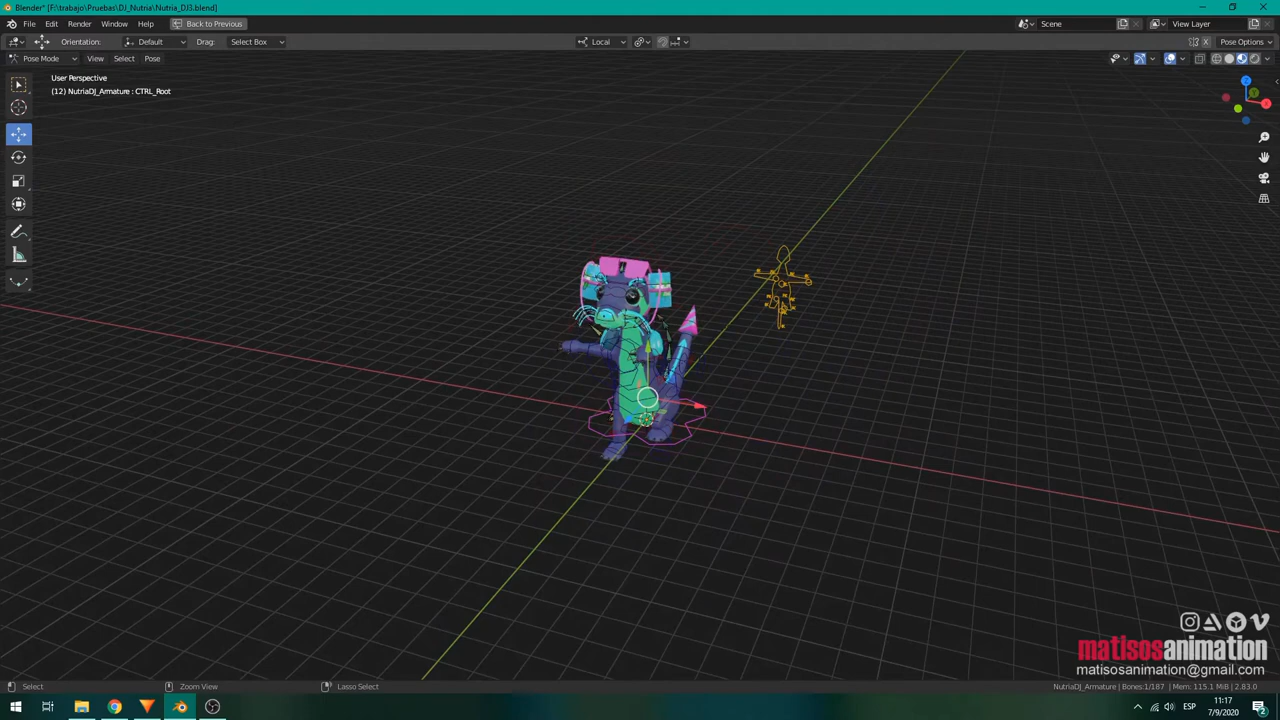 Blender* [F:\trabajo\Pruebas\DJ_Nutria\Nutria_DJ3.blend]
File Edit Render Window Help Back to Previous Scene View Layer
Orientation: Default Drag: Select Box Local X Pose Options
Pose Mode View Select Pose
User Perspective
(12) NutriaDJ_Armature : CTRL_Root
Z
Y
X
matisosanimation
matisosanimation@gmail.com
Select Zoom View Lasso Select NutriaDJ_Armature | Bones:1/187 | Mem: 115.1 MiB | 2.83.0
ESP
11:17
7/9/2020
2